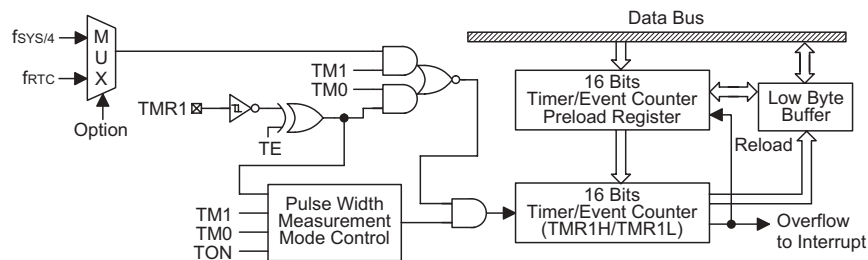 Data Bus
fSYS/4
fRTC
M
U
X
Option
TM1
TM0
TMR1
TE
16 Bits
Timer/Event Counter
Preload Register
Low Byte
Buffer
Reload
TM1
TM0
TON
Pulse Width
Measurement
Mode Control
16 Bits
Timer/Event Counter
(TMR1H/TMR1L)
Overflow
to Interrupt